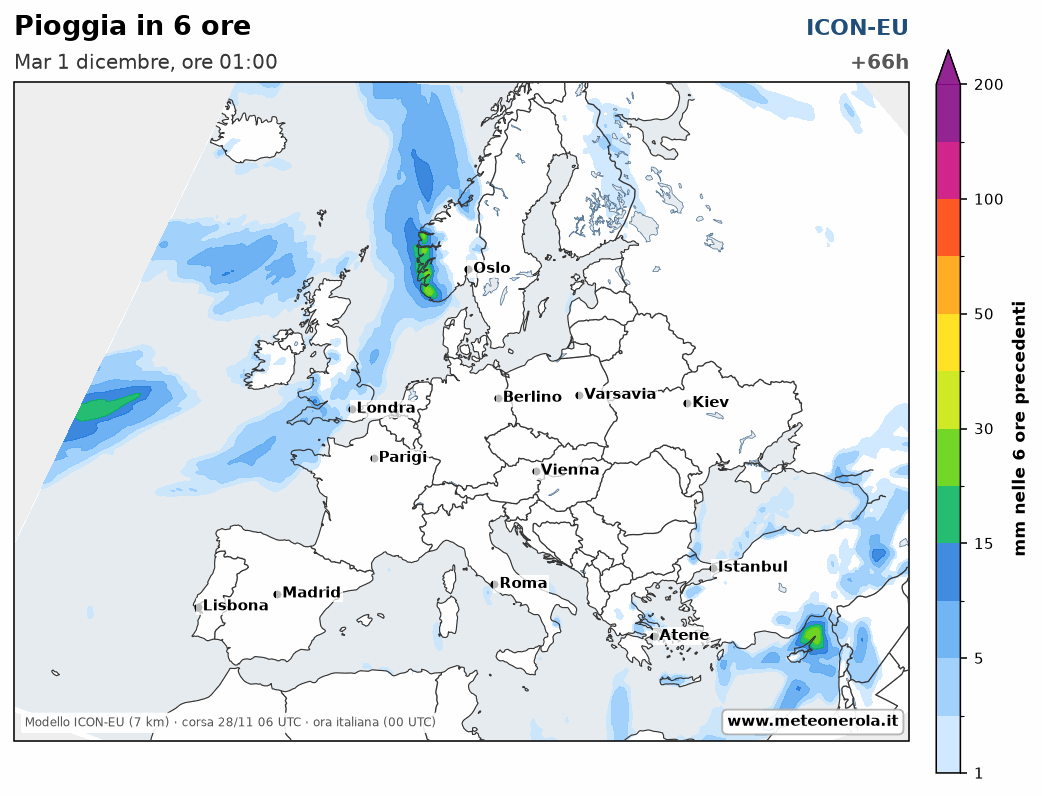 Pioggia in 6 ore
ICON-EU
Mar 1 dicembre, ore 01:00
+66h
200
100
50
30
15
5
1
mm nelle 6 ore precedenti
Oslo
Berlino
Varsavia
Kiev
Londra
Parigi
Vienna
Istanbul
Roma
Madrid
Lisbona
Atene
Modello ICON-EU (7 km) · corsa 28/11 06 UTC · ora italiana (00 UTC)
www.meteonerola.it